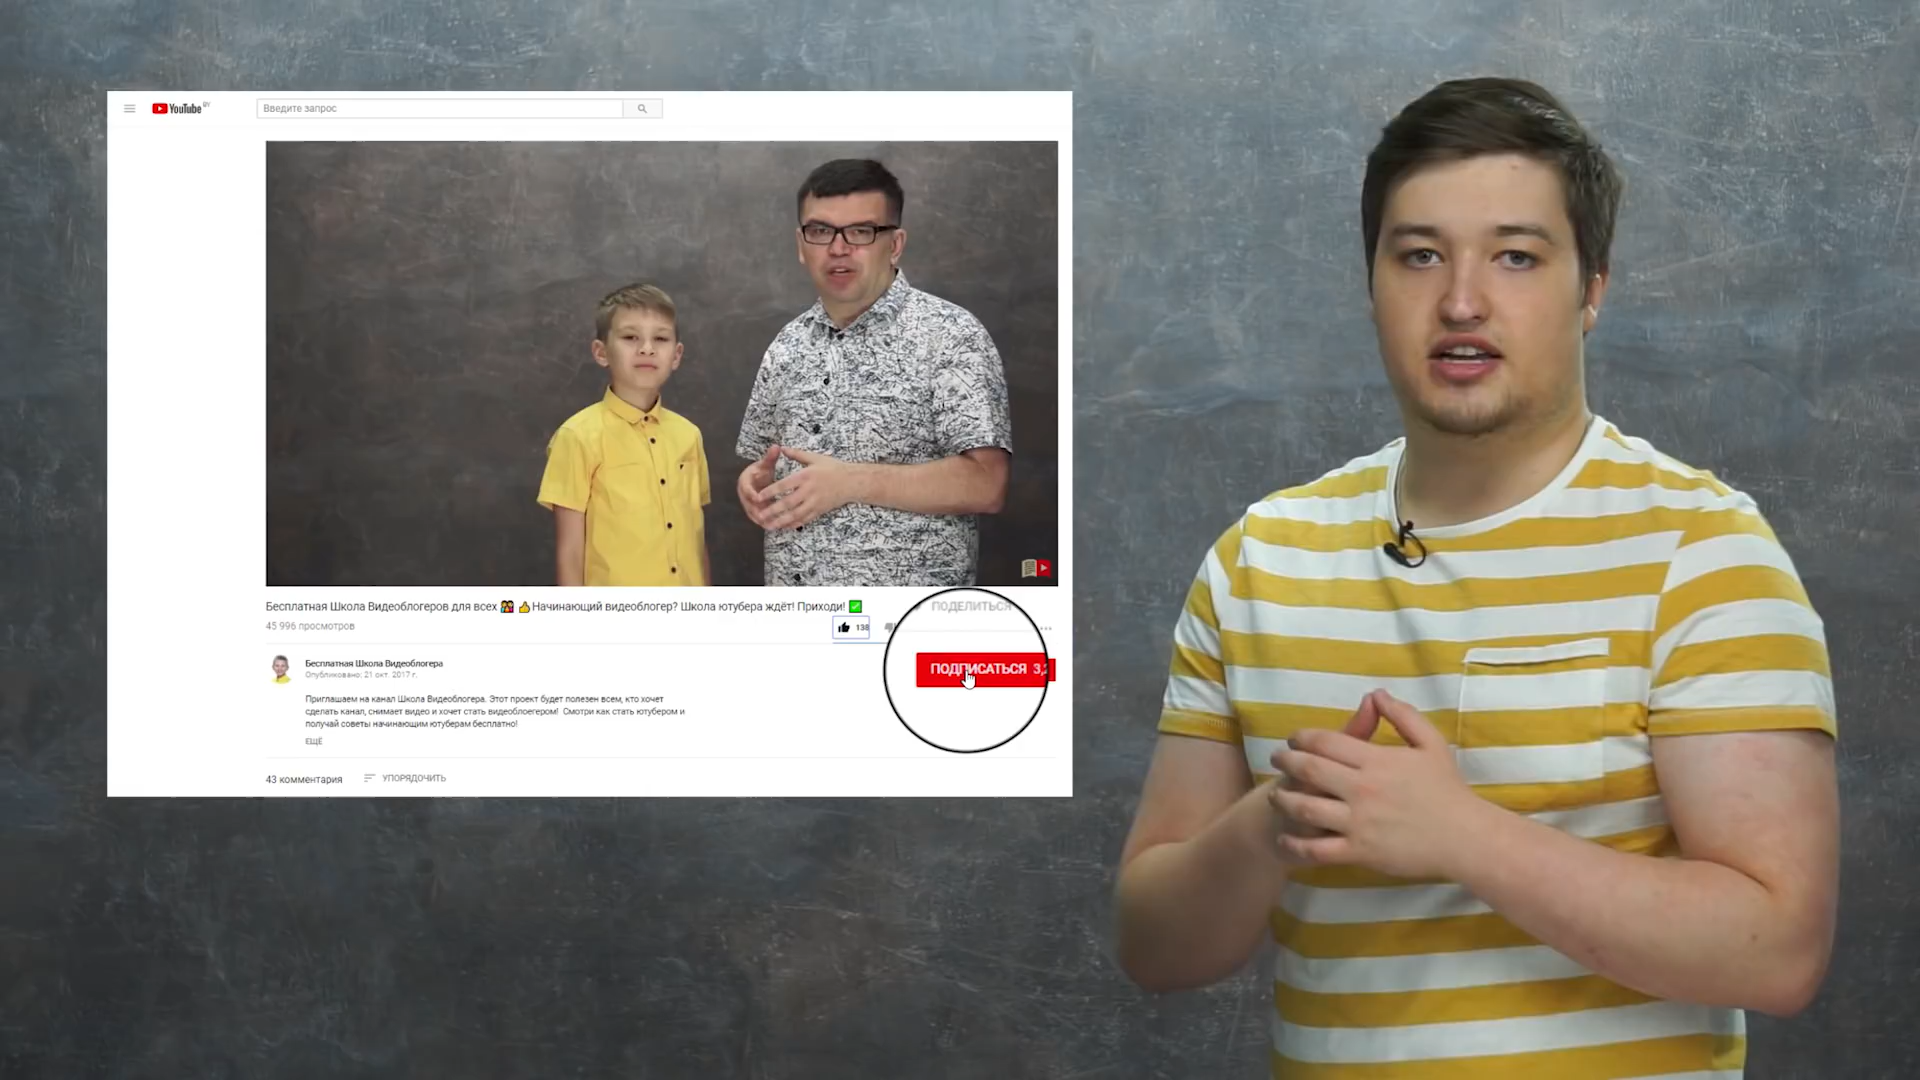 YouTube BY
Введите запрос
Бесплатная Школа Видеоблогеров для всех 👍Начинающий видеоблогер? Школа ютубера ждёт! Приходи! ✅
45 996 просмотров
138
ПОДЕЛИТЬСЯ
Бесплатная Школа Видеоблогера
Опубликовано: 21 окт. 2017 г.
ПОДПИСАТЬСЯ
Приглашаем на канал Школа Видеоблогера. Этот проект будет полезен всем, кто хочет
сделать канал, снимает видео и хочет стать видеоблоегером! Смотри как стать ютубером и
получай советы начинающим ютуберам бесплатно!
ЕЩЁ
43 комментария
УПОРЯДОЧИТЬ